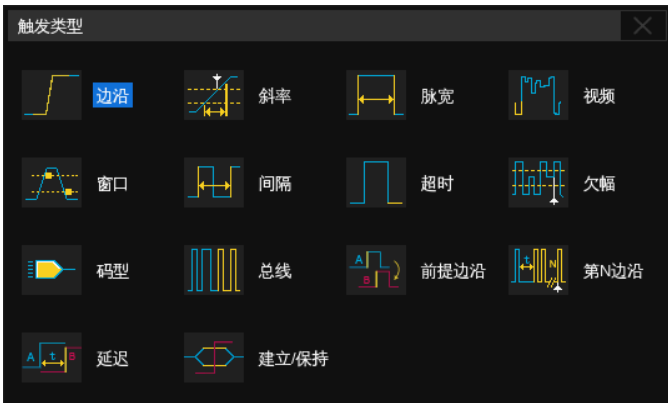 触发类型
边沿 斜率 脉宽 视频
窗口 间隔 超时 欠幅
码型 总线 A B 前提边沿 t N 第N边沿
A t B 延迟 建立/保持